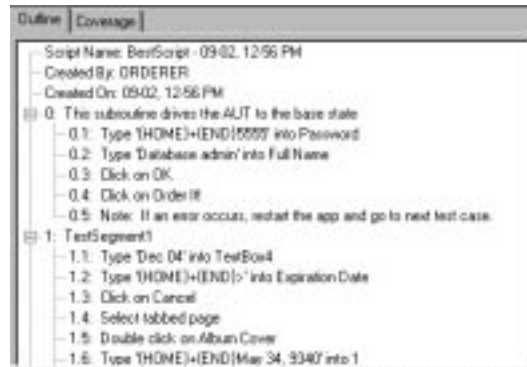 Outline Coverage
Script Name: BestScript - 09-02, 12-56 PM
Created By: ORDERER
Created On: 09-02, 12-56 PM
0: This subroutine drives the AUT to the base state
0.1: Type '{HOME}+{END}5555' into Password
0.2: Type 'Database admin' into Full Name
0.3: Click on OK
0.4: Click on Order It!
0.5: Note: If an error occurs, restart the app and go to next test case.
1: TestSegment1
1.1: Type 'Dec 04' into TextBox4
1.2: Type '{HOME}+{END}>' into Expiration Date
1.3: Click on Cancel
1.4: Select tabbed page
1.5: Double click on Album Cover
1.6: Type '{HOME}+{END}May 34, 9340' into 1